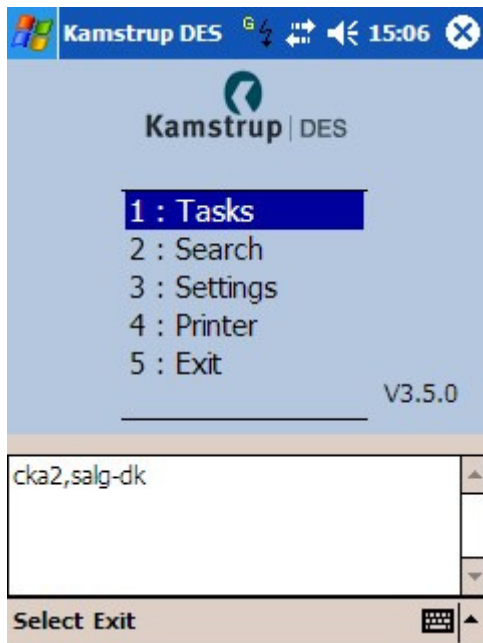 Kamstrup DES G 15:06
Kamstrup DES
1 : Tasks
2 : Search
3 : Settings
4 : Printer
5 : Exit
V3.5.0
cka2,salg-dk
Select Exit